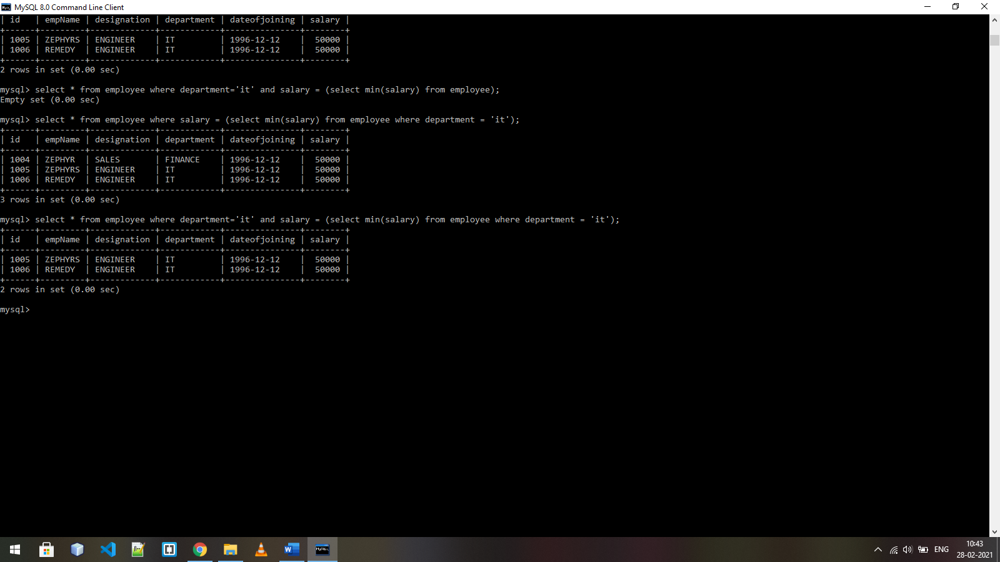 MySQL 8.0 Command Line Client
| id   | empName | designation | department | dateofjoining | salary |
+------+---------+-------------+------------+---------------+--------+
| 1005 | ZEPHYRS | ENGINEER    | IT         | 1996-12-12    |  50000 |
| 1006 | REMEDY  | ENGINEER    | IT         | 1996-12-12    |  50000 |
+------+---------+-------------+------------+---------------+--------+
2 rows in set (0.00 sec)
mysql> select * from employee where department='it' and salary = (select min(salary) from employee);
Empty set (0.00 sec)
mysql> select * from employee where salary = (select min(salary) from employee where department = 'it');
+------+---------+-------------+------------+---------------+--------+
| id   | empName | designation | department | dateofjoining | salary |
+------+---------+-------------+------------+---------------+--------+
| 1004 | ZEPHYR  | SALES       | FINANCE    | 1996-12-12    |  50000 |
| 1005 | ZEPHYRS | ENGINEER    | IT         | 1996-12-12    |  50000 |
| 1006 | REMEDY  | ENGINEER    | IT         | 1996-12-12    |  50000 |
+------+---------+-------------+------------+---------------+--------+
3 rows in set (0.00 sec)
mysql> select * from employee where department='it' and salary = (select min(salary) from employee where department = 'it');
+------+---------+-------------+------------+---------------+--------+
| id   | empName | designation | department | dateofjoining | salary |
+------+---------+-------------+------------+---------------+--------+
| 1005 | ZEPHYRS | ENGINEER    | IT         | 1996-12-12    |  50000 |
| 1006 | REMEDY  | ENGINEER    | IT         | 1996-12-12    |  50000 |
+------+---------+-------------+------------+---------------+--------+
2 rows in set (0.00 sec)
mysql>
ENG
10:43
28-02-2021